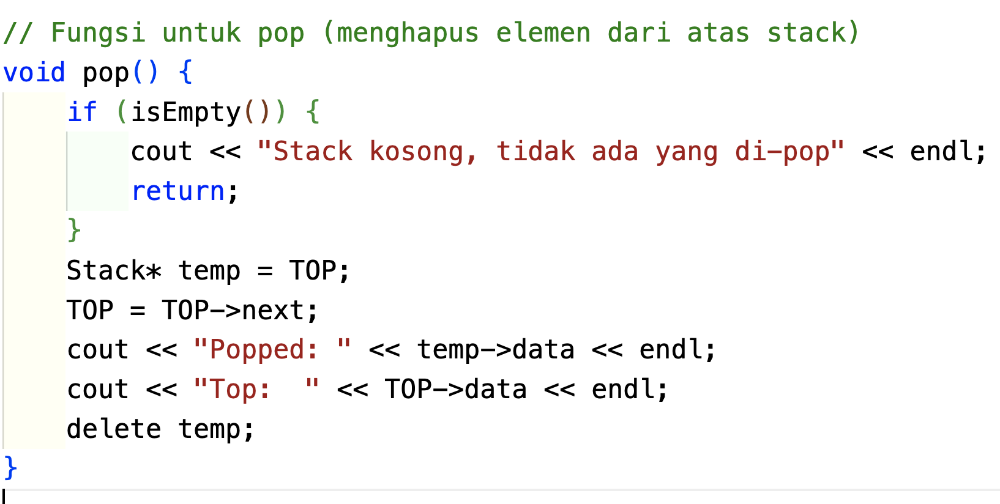 // Fungsi untuk pop (menghapus elemen dari atas stack)
void pop() {
    if (isEmpty()) {
        cout << "Stack kosong, tidak ada yang di-pop" << endl;
        return;
    }
    Stack* temp = TOP;
    TOP = TOP->next;
    cout << "Popped: " << temp->data << endl;
    cout << "Top:  " << TOP->data << endl;
    delete temp;
}